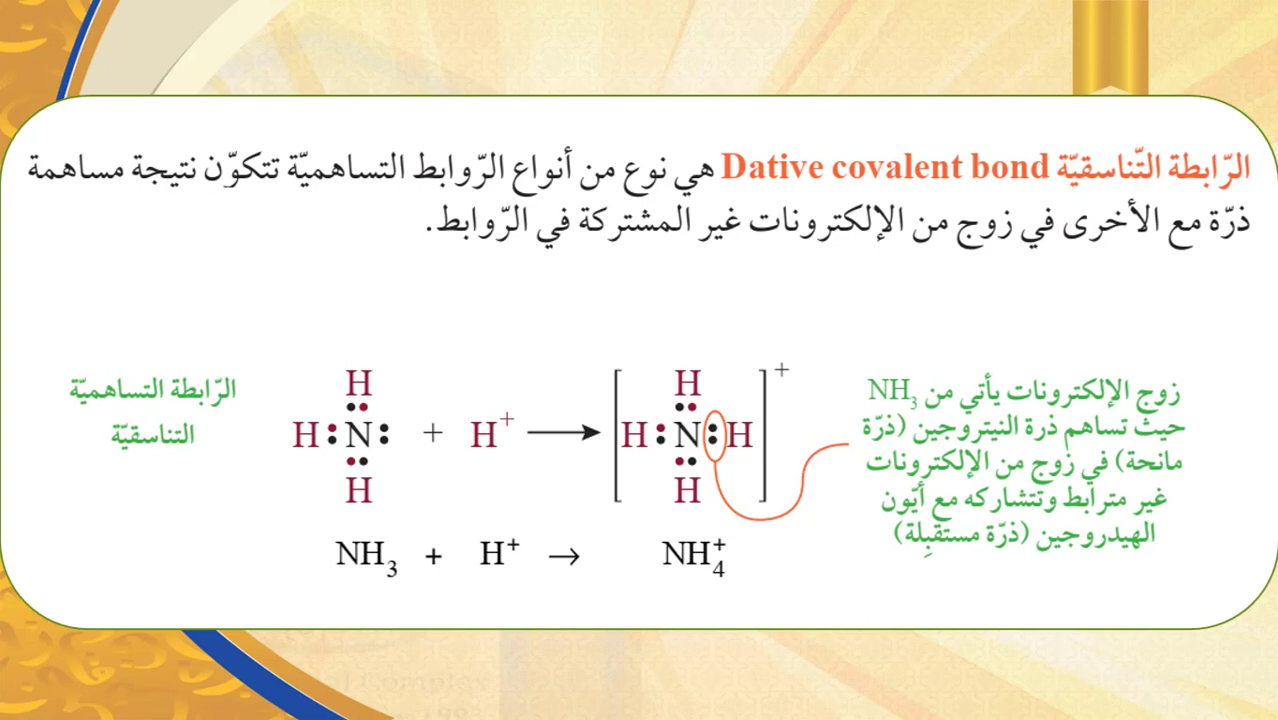 الرّابطة التّناسقيّة Dative covalent bond هي نوع من أنواع الرّوابط التساهميّة تتكوّن نتيجة مساهمة
ذرّة مع الأخرى في زوج من الإلكترونات غير المشتركة في الرّوابط.
زوج الإلكترونات يأتي من NH₃
حيث تساهم ذرة النيتروجين (ذرّة
مانحة) في زوج من الإلكترونات
غير مترابط وتتشاركه مع أيّون
الهيدروجين (ذرّة مستقبِلة)
الرّابطة التساهميّة
التناسقيّة
H H
H : N : + H⁺ ⟶ [ H : N : H ]⁺
H H
NH₃ + H⁺ → NH₄⁺